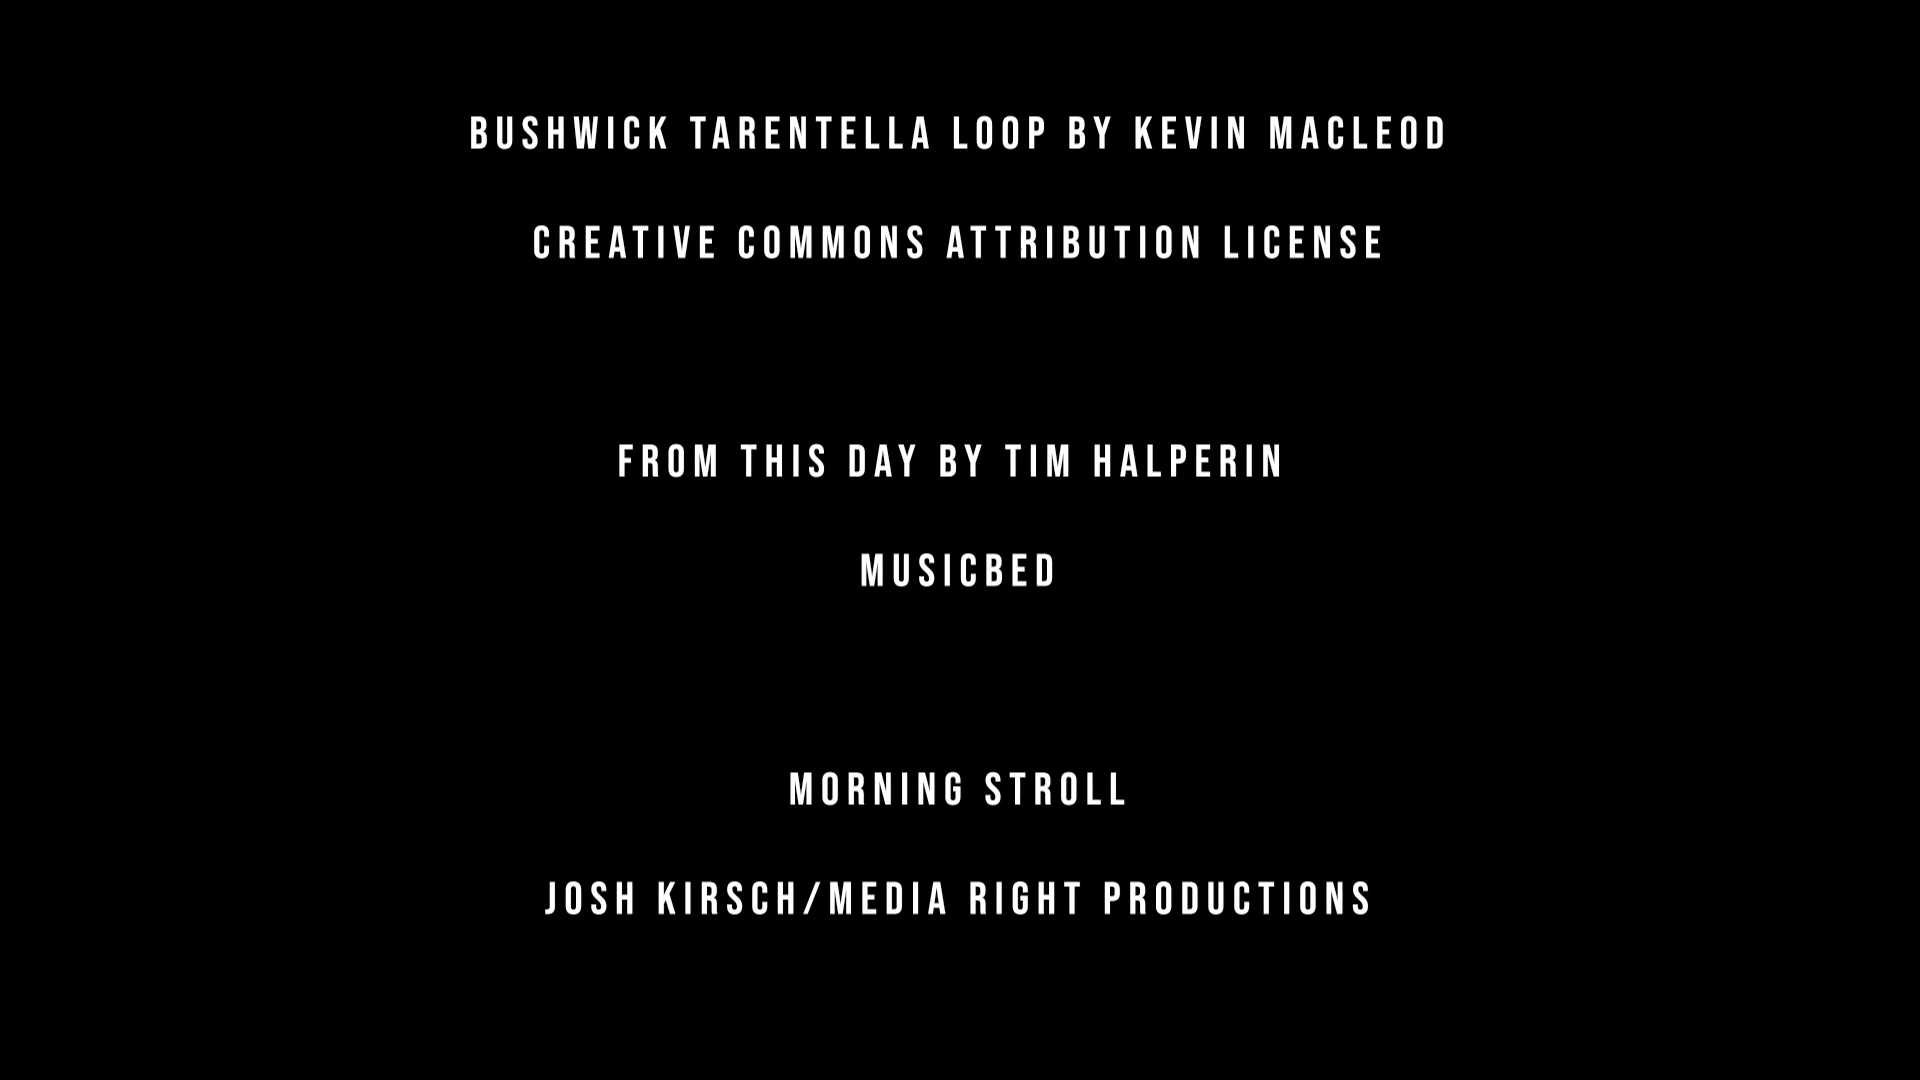 BUSHWICK TARENTELLA LOOP BY KEVIN MACLEOD
CREATIVE COMMONS ATTRIBUTION LICENSE
FROM THIS DAY BY TIM HALPERIN
MUSICBED
MORNING STROLL
JOSH KIRSCH/MEDIA RIGHT PRODUCTIONS